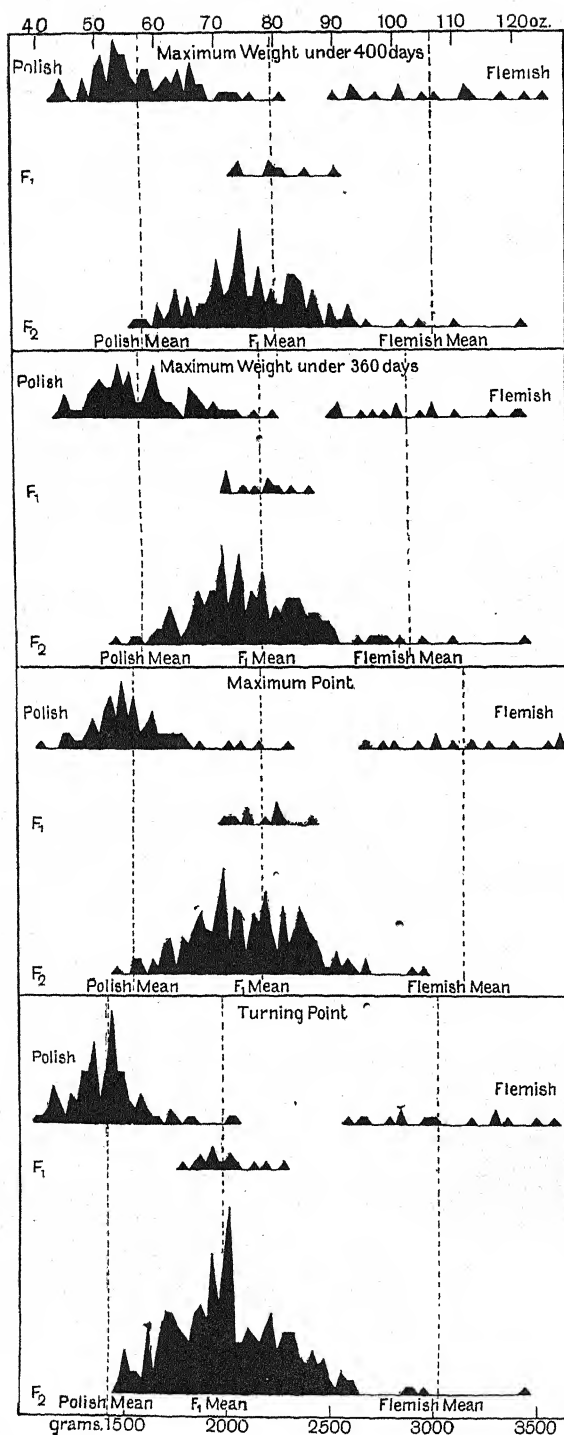 40 50 60 70 80 90 100 110 120oz.
Maximum Weight under 400days
Polish Flemish
F₁
F₂
Polish Mean F₁ Mean Flemish Mean
Maximum Weight under 360 days
Polish Flemish
F₁
F₂
Polish Mean F₁ Mean Flemish Mean
Maximum Point
Polish Flemish
F₁
F₂
Polish Mean F₁ Mean Flemish Mean
Turning Point
Polish Flemish
F₁
F₂
Polish Mean F₁ Mean Flemish Mean
grams.1500 2000 2500 3000 3500